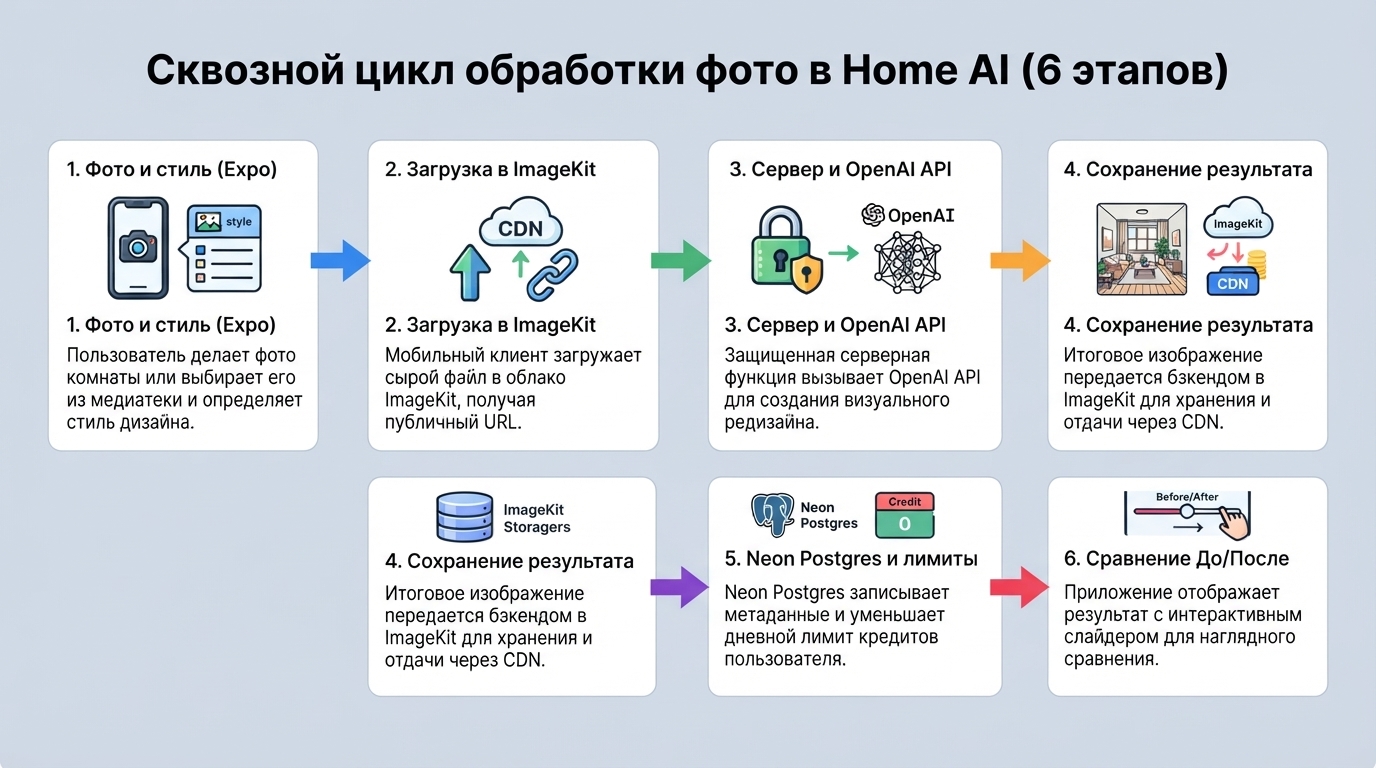 Сквозной цикл обработки фото в Home AI (6 этапов)
1. Фото и стиль (Expo)
style
1. Фото и стиль (Expo)
Пользователь делает фото
комнаты или выбирает его
из медиатеки и определяет
стиль дизайна.
2. Загрузка в ImageKit
CDN
2. Загрузка в ImageKit
Мобильный клиент загружает
сырой файл в облако
ImageKit, получая
публичный URL.
3. Сервер и OpenAI API
OpenAI
3. Сервер и OpenAI API
Защищенная серверная
функция вызывает OpenAI API
для создания визуального
редизайна.
4. Сохранение результата
ImageKit
CDN
4. Сохранение результата
Итоговое изображение
передается бэкендом в
ImageKit для хранения и
отдачи через CDN.
ImageKit
Storagers
4. Сохранение результата
Итоговое изображение
передается бэкендом в
ImageKit для хранения и
отдачи через CDN.
Neon
Postgres
Credit
0
5. Neon Postgres и лимиты
Neon Postgres записывает
метаданные и уменьшает
дневной лимит кредитов
пользователя.
Before/After
6. Сравнение До/После
Приложение отображает
результат с интерактивным
слайдером для наглядного
сравнения.